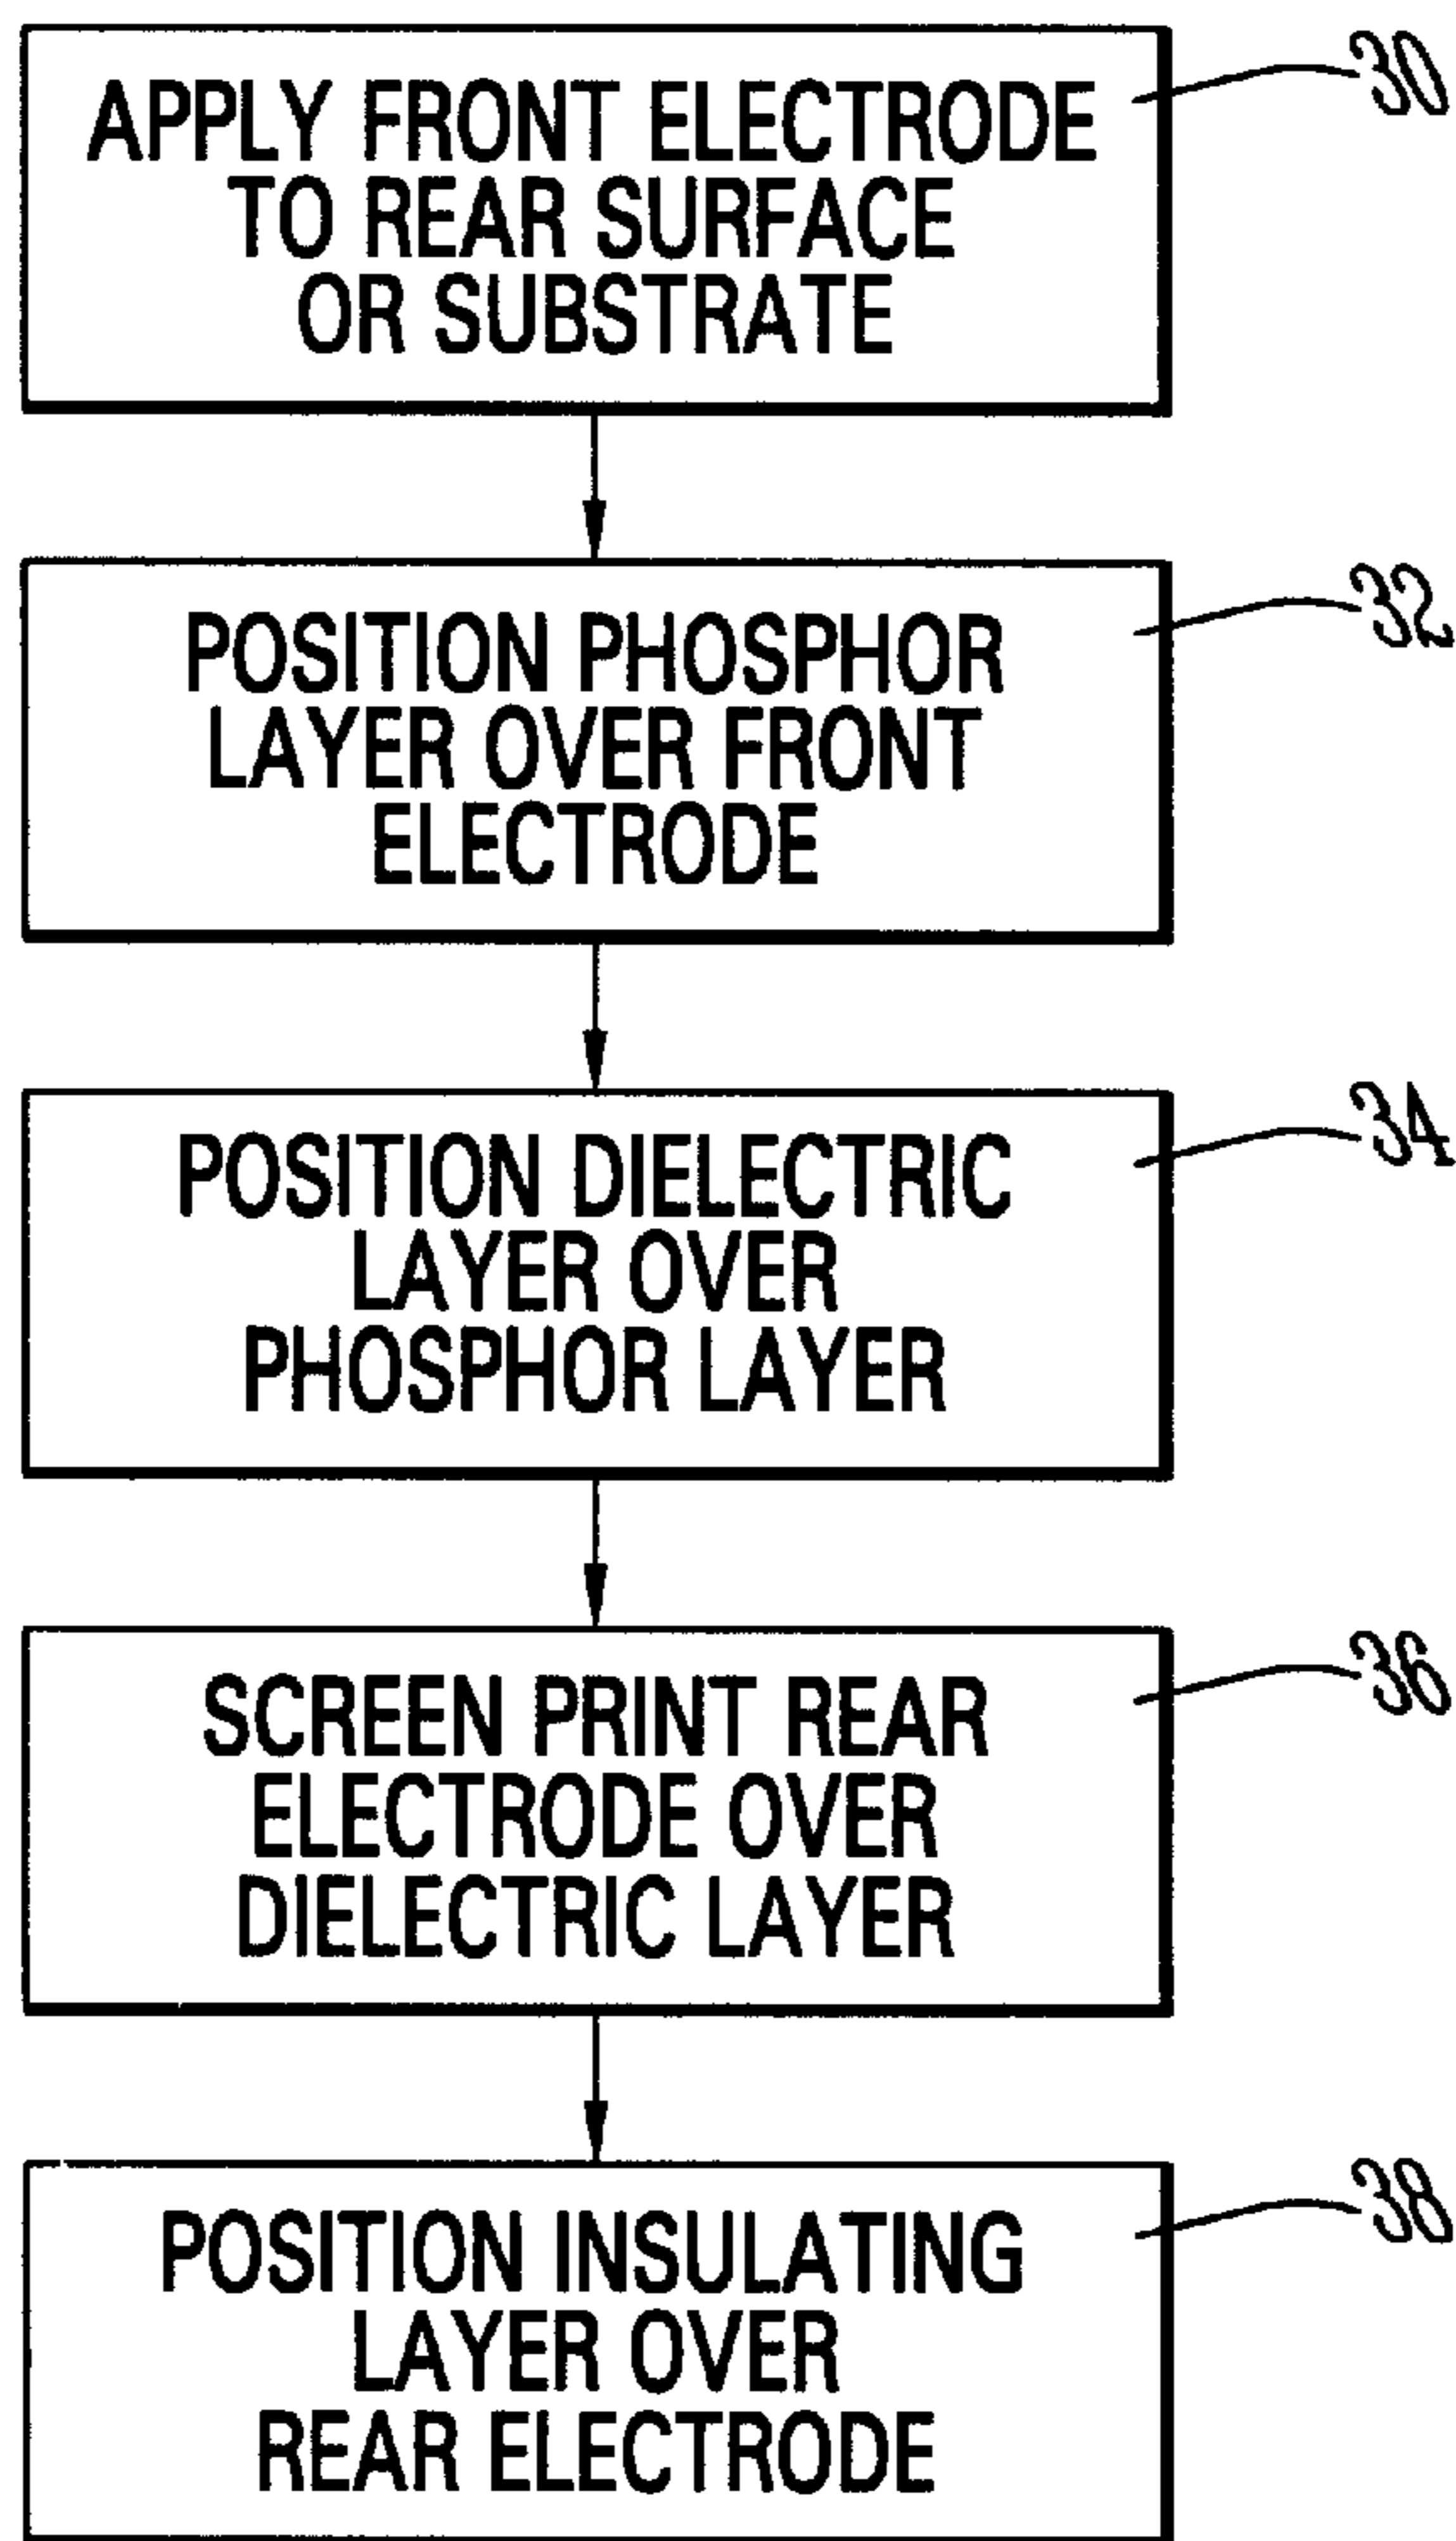 APPLY FRONT ELECTRODE
TO REAR SURFACE
OR SUBSTRATE
30
POSITION PHOSPHOR
LAYER OVER FRONT
ELECTRODE
32
POSITION DIELECTRIC
LAYER OVER
PHOSPHOR LAYER
34
SCREEN PRINT REAR
ELECTRODE OVER
DIELECTRIC LAYER
36
POSITION INSULATING
LAYER OVER
REAR ELECTRODE
38